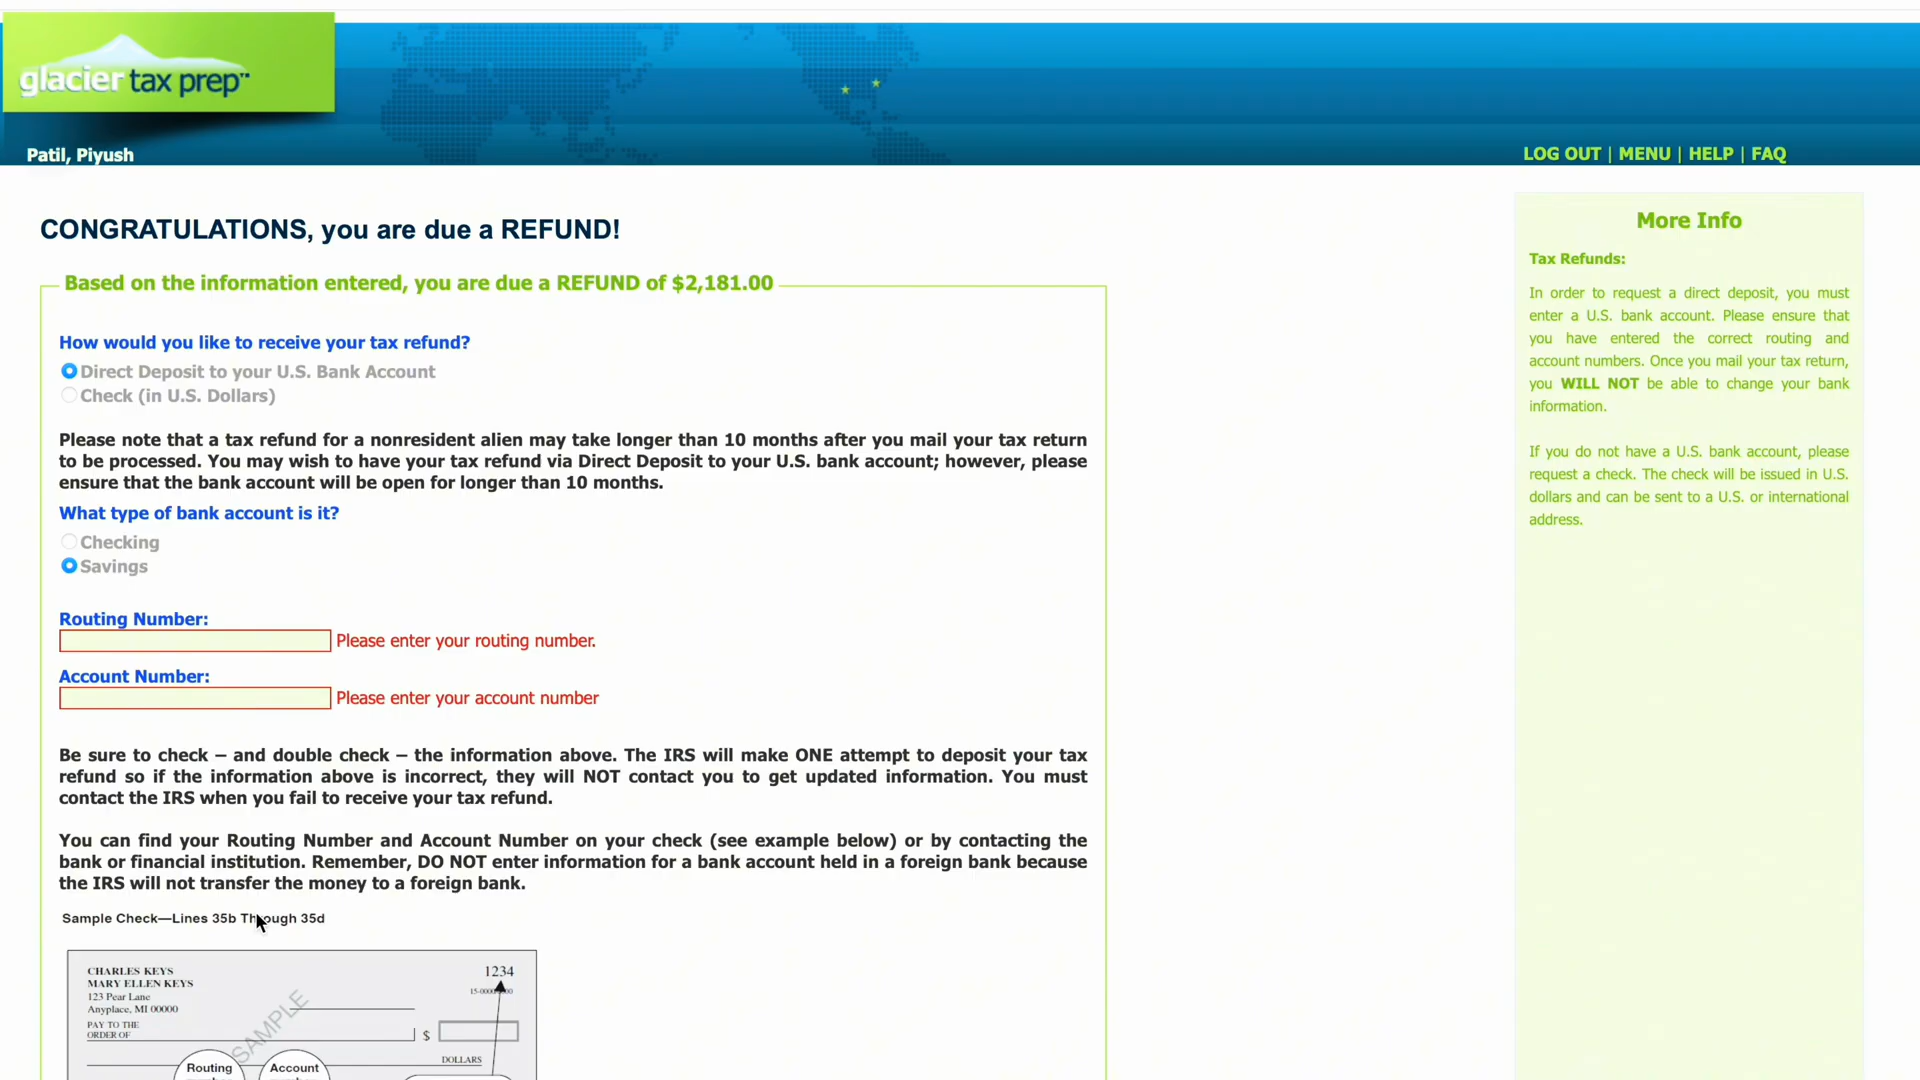 glacier tax prep™
Patil, Piyush
LOG OUT | MENU | HELP | FAQ
CONGRATULATIONS, you are due a REFUND!
Based on the information entered, you are due a REFUND of $2,181.00
How would you like to receive your tax refund?
Direct Deposit to your U.S. Bank Account
Check (in U.S. Dollars)
Please note that a tax refund for a nonresident alien may take longer than 10 months after you mail your tax return
to be processed. You may wish to have your tax refund via Direct Deposit to your U.S. bank account; however, please
ensure that the bank account will be open for longer than 10 months.
What type of bank account is it?
Checking
Savings
Routing Number:
Please enter your routing number.
Account Number:
Please enter your account number
Be sure to check – and double check – the information above. The IRS will make ONE attempt to deposit your tax
refund so if the information above is incorrect, they will NOT contact you to get updated information. You must
contact the IRS when you fail to receive your tax refund.
You can find your Routing Number and Account Number on your check (see example below) or by contacting the
bank or financial institution. Remember, DO NOT enter information for a bank account held in a foreign bank because
the IRS will not transfer the money to a foreign bank.
Sample Check—Lines 35b Through 35d
CHARLES KEYS
MARY ELLEN KEYS
123 Pear Lane
Anyplace, MI 00000
1234
PAY TO THE
ORDER OF
$
SAMPLE
DOLLARS
Routing
Account
More Info
Tax Refunds:
In order to request a direct deposit, you must
enter a U.S. bank account. Please ensure that
you have entered the correct routing and
account numbers. Once you mail your tax return,
you WILL NOT be able to change your bank
information.
If you do not have a U.S. bank account, please
request a check. The check will be issued in U.S.
dollars and can be sent to a U.S. or international
address.